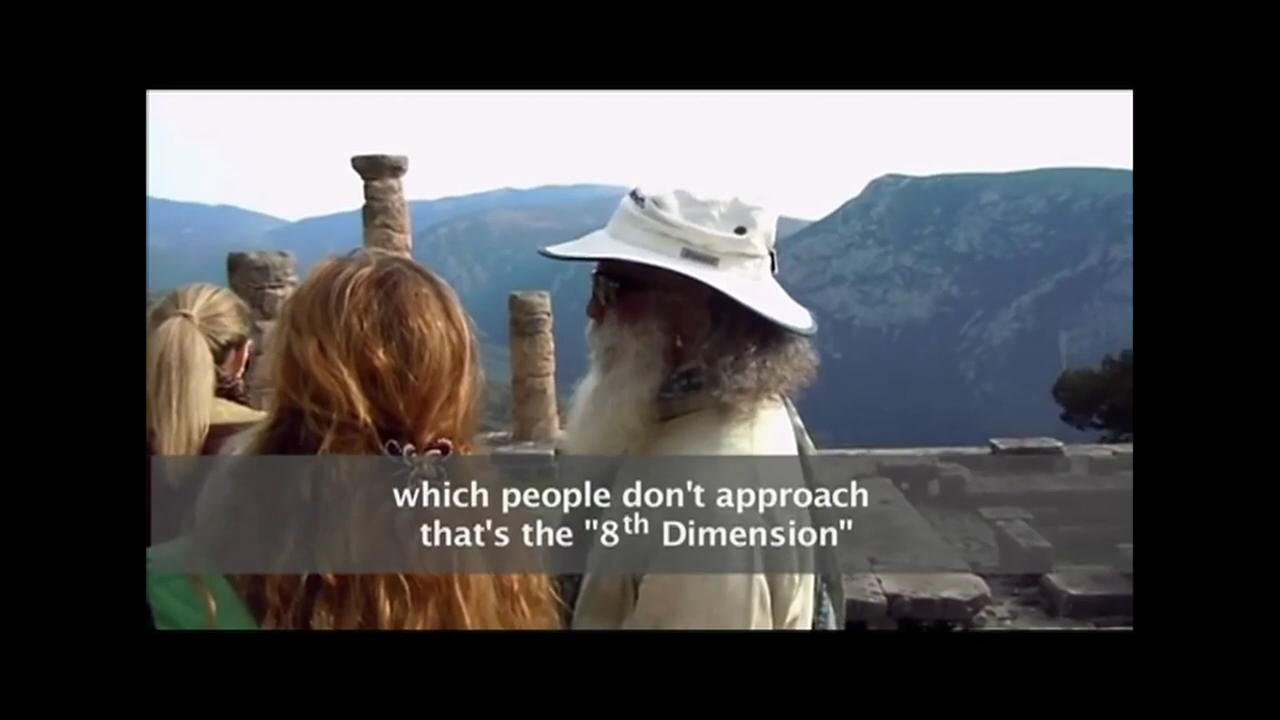 which people don't approach
that's the "8th Dimension"